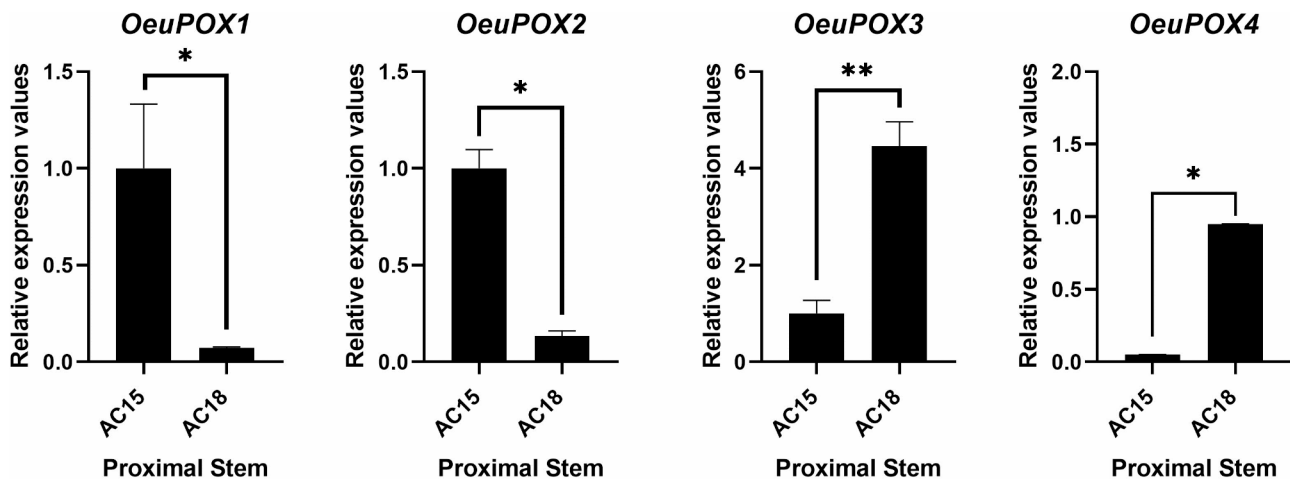 OeuPOX1
*
Relative expression values
1.5
1.0
0.5
0.0
AC15
AC18
Proximal Stem
OeuPOX2
*
Relative expression values
1.5
1.0
0.5
0.0
AC15
AC18
Proximal Stem
OeuPOX3
**
Relative expression values
6
4
2
0
AC15
AC18
Proximal Stem
OeuPOX4
*
Relative expression values
2.0
1.5
1.0
0.5
0.0
AC15
AC18
Proximal Stem